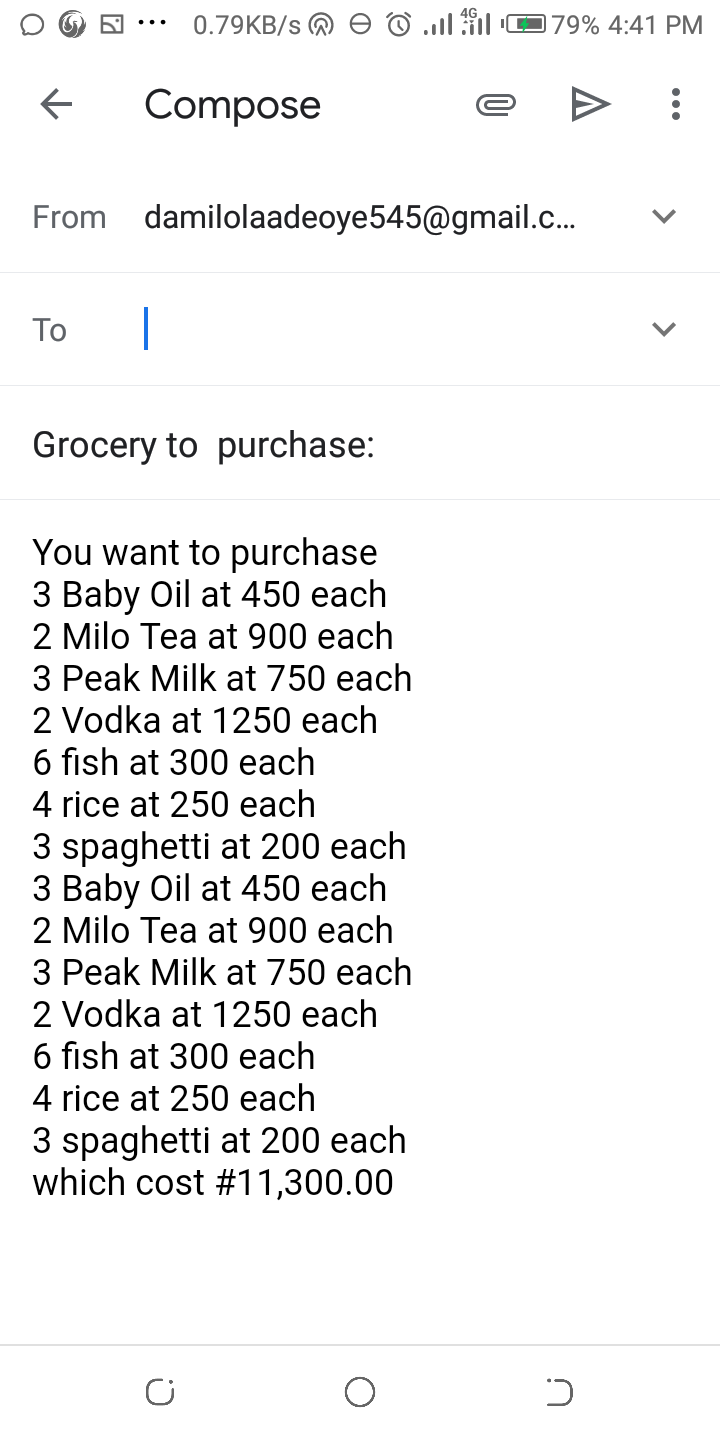 0.79KB/s 4G 79% 4:41 PM
Compose
From damilolaadeoye545@gmail.c...
To
Grocery to  purchase:
You want to purchase
3 Baby Oil at 450 each
2 Milo Tea at 900 each
3 Peak Milk at 750 each
2 Vodka at 1250 each
6 fish at 300 each
4 rice at 250 each
3 spaghetti at 200 each
3 Baby Oil at 450 each
2 Milo Tea at 900 each
3 Peak Milk at 750 each
2 Vodka at 1250 each
6 fish at 300 each
4 rice at 250 each
3 spaghetti at 200 each
which cost #11,300.00